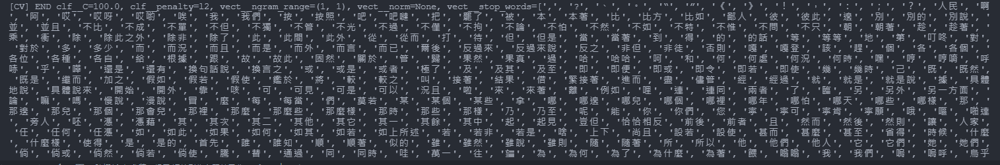 [CV] END clf__C=100.0, clf__penalty=l2, vect__ngram_range=(1, 1), vect__norm=None, vect__stop_words=[',', '?', '、', '。', '“', '”', '《', '》', '！', '，', '：', '；', '？', '人民', '啊
', '阿', '哎', '哎呀', '哎喲', '唉', '我', '我們', '按', '按照', '吧', '吧噠', '把', '罷了', '被', '本', '本著', '比', '比方', '比如', '鄙人', '彼', '彼此', '邊', '別', '別的', '別說', '
並', '並且', '不比', '不成', '不單', '不但', '不獨', '不管', '不光', '不過', '不僅', '不拘', '不論', '不怕', '不然', '不如', '不特', '不惟', '不問', '不只', '朝', '朝著', '趁', '趁著', '
乘', '衝', '除', '除此之外', '除非', '除了', '此', '此間', '此外', '從', '從而', '打', '待', '但', '但是', '當', '當著', '到', '得', '的', '的話', '等', '等等', '地', '第', '叮咚', '對',
'對於', '多', '多少', '而', '而況', '而且', '而是', '而外', '而言', '而已', '爾後', '反過來', '反過來說', '反之', '非但', '非徒', '否則', '嘎', '嘎登', '該', '趕', '個', '各', '各個', '
各位', '各種', '各自', '給', '根據', '跟', '故', '故此', '固然', '關於', '管', '歸', '果然', '果真', '過', '哈', '哈哈', '呵', '和', '何', '何處', '何況', '何時', '嘿', '哼', '哼唷', '呼
哧', '乎', '嘩', '還是', '還有', '換句話說', '換言之', '或', '或是', '或者', '極了', '及', '及其', '及至', '即', '即便', '即或', '即令', '即若', '即使', '幾', '幾時', '己', '既', '既然',
'既是', '繼而', '加之', '假如', '假若', '假使', '鑑於', '將', '較', '較之', '叫', '接著', '結果', '借', '緊接著', '進而', '盡', '儘管', '經', '經過', '就', '就是', '就是說', '據', '具體
地說', '具體說來', '開始', '開外', '靠', '咳', '可', '可見', '可是', '可以', '況且', '啦', '來', '來著', '離', '例如', '哩', '連', '連同', '兩者', '了', '臨', '另', '另外', '另一方面', '
論', '嘛', '嗎', '慢說', '漫說', '冒', '麼', '每', '每當', '們', '莫若', '某', '某個', '某些', '拿', '哪', '哪邊', '哪兒', '哪個', '哪裡', '哪年', '哪怕', '哪天', '哪些', '哪樣', '那', '
那邊', '那兒', '那個', '那會兒', '那裡', '那麼', '那麼些', '那麼樣', '那時', '那些', '那樣', '乃', '乃至', '呢', '能', '你', '你們', '您', '寧', '寧可', '寧肯', '寧願', '哦', '嘔', '啪達
', '旁人', '呸', '憑', '憑藉', '其', '其次', '其二', '其他', '其它', '其一', '其餘', '其中', '起', '起見', '豈但', '恰恰相反', '前後', '前者', '且', '然而', '然後', '然則', '讓', '人家',
'任', '任何', '任憑', '如', '如此', '如果', '如何', '如其', '如若', '如上所述', '若', '若非', '若是', '啥', '上下', '尚且', '設若', '設使', '甚而', '甚麼', '甚至', '省得', '時候', '什麼
', '什麼樣', '使得', '是', '是的', '首先', '誰', '誰知', '順', '順著', '似的', '雖', '雖然', '雖說', '雖則', '隨', '隨著', '所', '所以', '他', '他們', '他人', '它', '它們', '她', '她們',
'倘', '倘或', '倘然', '倘若', '倘使', '替', '通過', '同', '同時', '哇', '萬一', '往', '為', '為何', '為了', '為什麼', '為著', '餵', '嗡嗡', '我', '我們', '嗚', '嗚呼', '烏乎